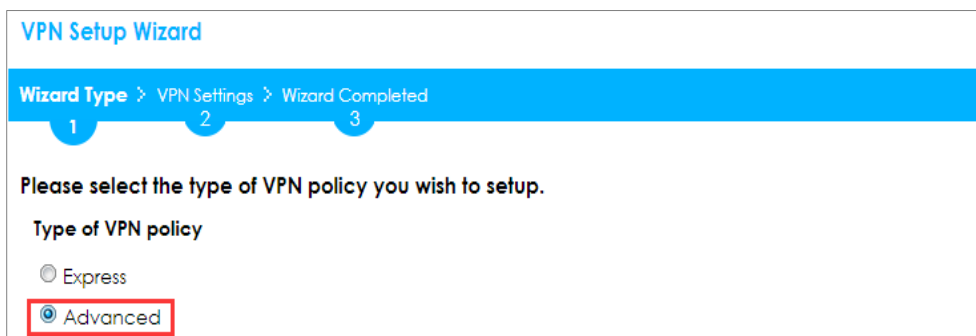 VPN Setup Wizard
Wizard Type > VPN Settings > Wizard Completed
1 2 3
Please select the type of VPN policy you wish to setup.
Type of VPN policy
Express
Advanced